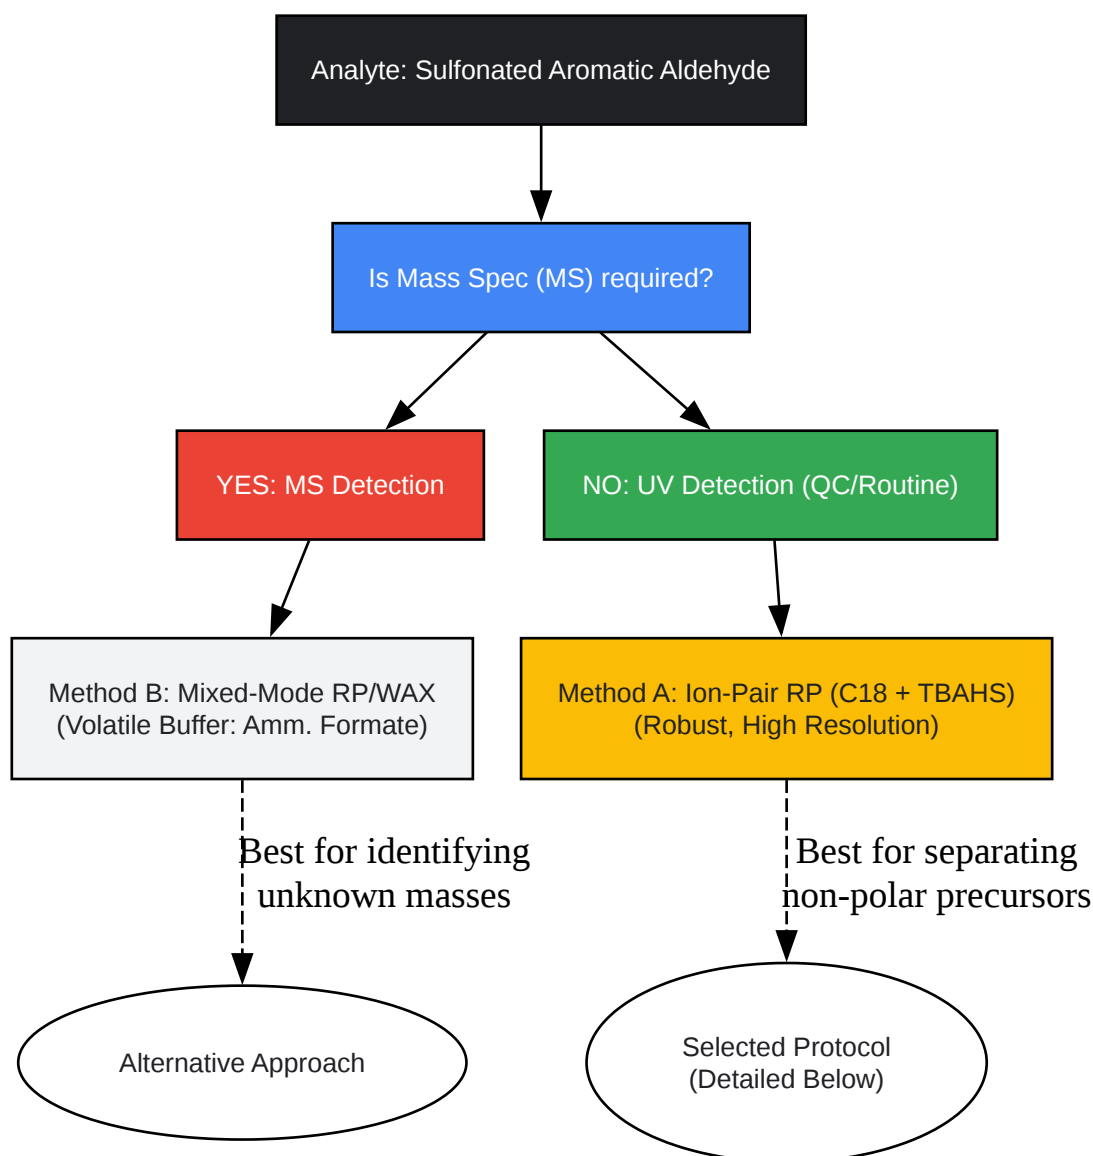 Analyte: Sulfonated Aromatic Aldehyde
Is Mass Spec (MS) required?
YES: MS Detection
NO: UV Detection (QC/Routine)
Method B: Mixed-Mode RP/WAX
(Volatile Buffer: Amm. Formate)
Method A: Ion-Pair RP (C18 + TBAHS)
(Robust, High Resolution)
Best for identifying
unknown masses
Best for separating
non-polar precursors
Alternative Approach
Selected Protocol
(Detailed Below)